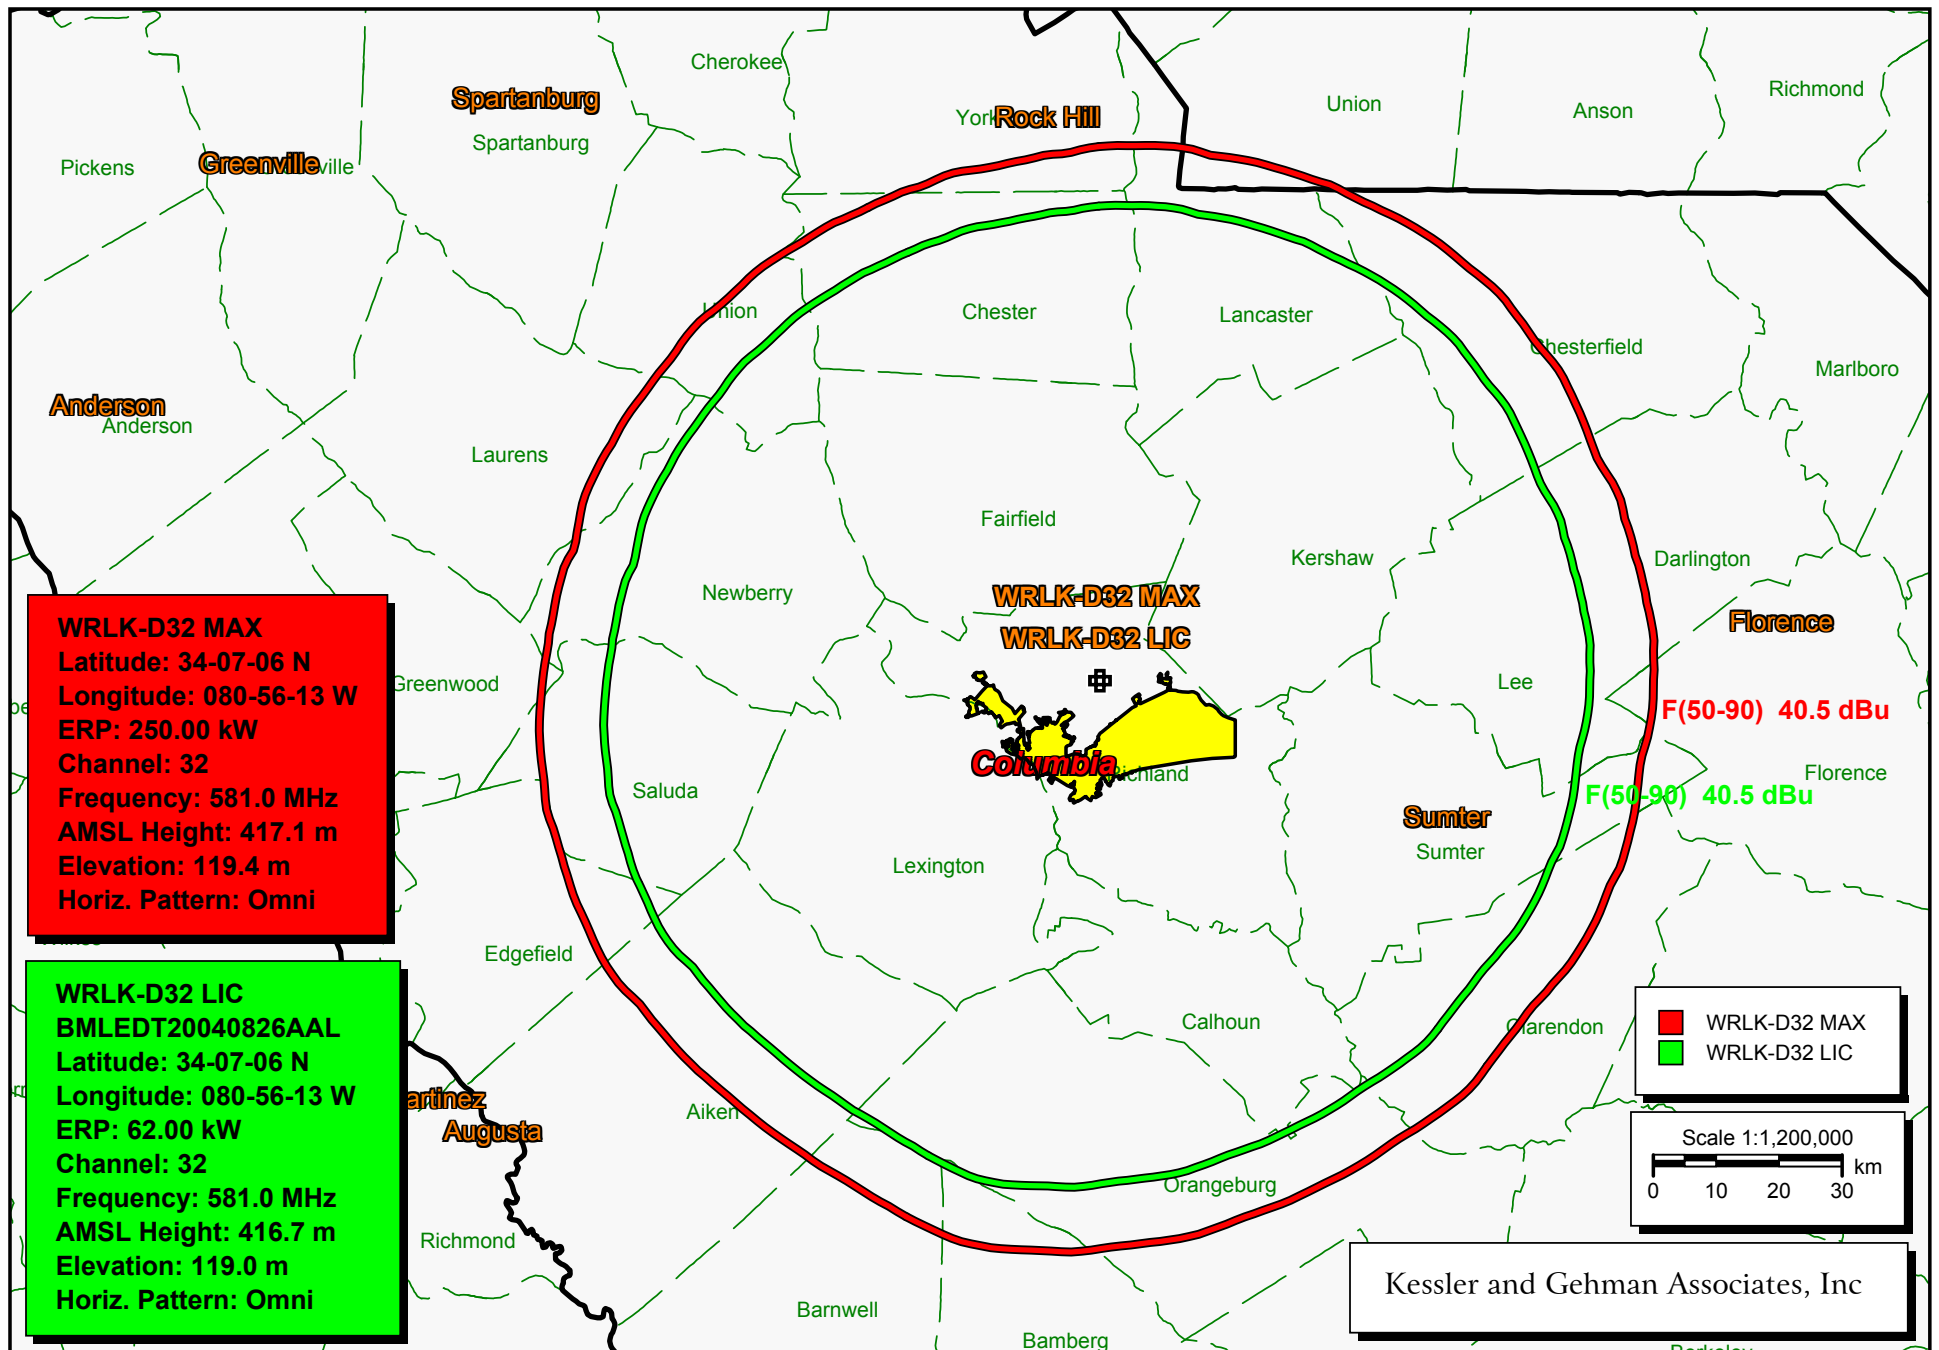 Cherokee
Richmond
Spartanburg
Union
Anson
York
Rock Hill
Spartanburg
Pickens
Greenville
ville
Union
Chester
Lancaster
Chesterfield
Marlboro
Anderson
Anderson
Laurens
Fairfield
Kershaw
Darlington
Newberry
WRLK-D32 MAX
WRLK-D32 LIC
Florence
Greenwood
Lee
F(50-90) 40.5 dBu
Columbia
Richland
Florence
Saluda
F(50-90) 40.5 dBu
Sumter
Sumter
Lexington
Edgefield
Calhoun
Clarendon
artinez
Aiken
Augusta
Orangeburg
Richmond
Barnwell
Bamberg
WRLK-D32 MAX
Latitude: 34-07-06 N
Longitude: 080-56-13 W
ERP: 250.00 kW
Channel: 32
Frequency: 581.0 MHz
AMSL Height: 417.1 m
Elevation: 119.4 m
Horiz. Pattern: Omni
WRLK-D32 LIC
BMLEDT20040826AAL
Latitude: 34-07-06 N
Longitude: 080-56-13 W
ERP: 62.00 kW
Channel: 32
Frequency: 581.0 MHz
AMSL Height: 416.7 m
Elevation: 119.0 m
Horiz. Pattern: Omni
WRLK-D32 MAX
WRLK-D32 LIC
Scale 1:1,200,000
km
0 10 20 30
Kessler and Gehman Associates, Inc